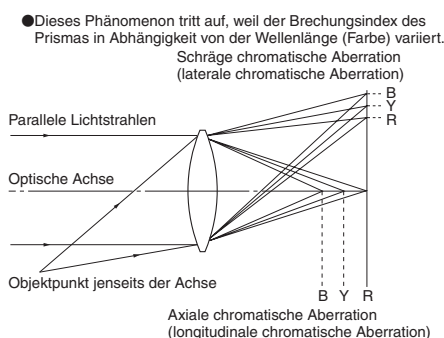 ●Dieses Phänomenon tritt auf, weil der Brechungsindex des
Prismas in Abhängigkeit von der Wellenlänge (Farbe) variiert.
Schräge chromatische Aberration
(laterale chromatische Aberration)
B
Y
R
Parallele Lichtstrahlen
Optische Achse
Objektpunkt jenseits der Achse
B Y R
Axiale chromatische Aberration
(longitudinale chromatische Aberration)